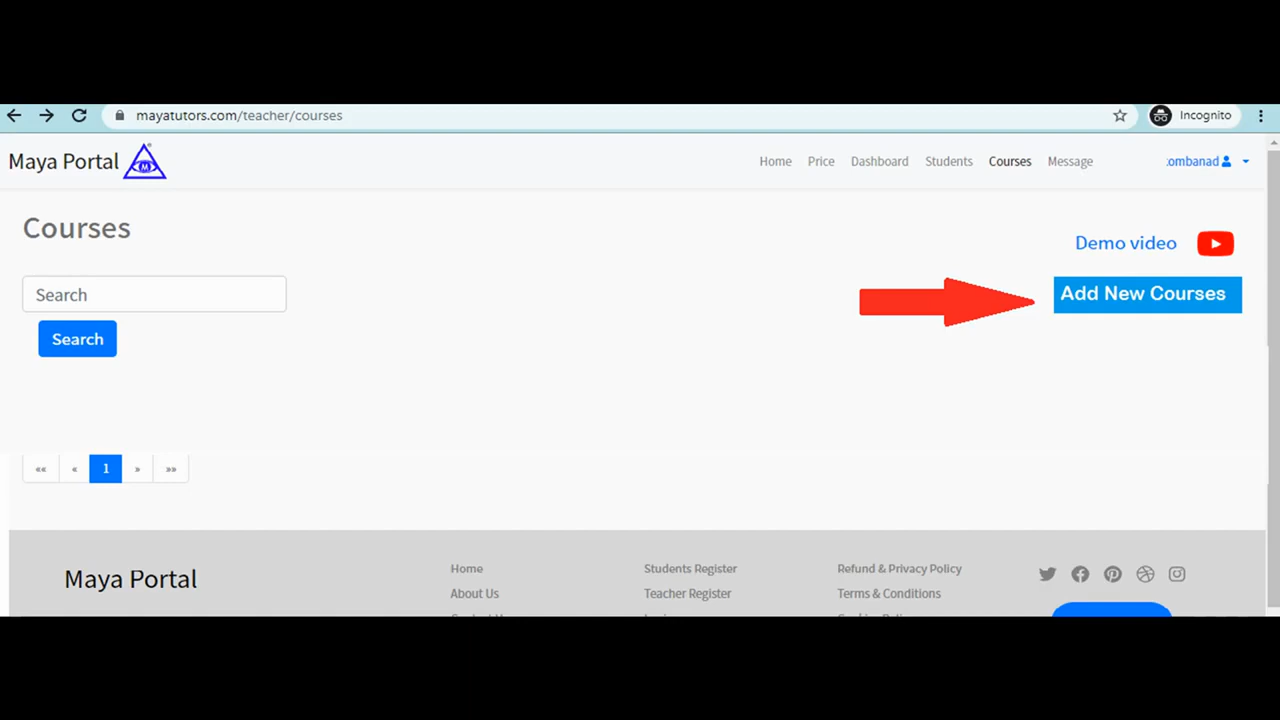 mayatutors.com/teacher/courses
Incognito
Maya Portal
M
Home Price Dashboard Students Courses Message
ombanad
Courses
Demo video
Search
Add New Courses
Search
«« « 1 » »»
Maya Portal
Home Students Register Refund & Privacy Policy
About Us Teacher Register Terms & Conditions